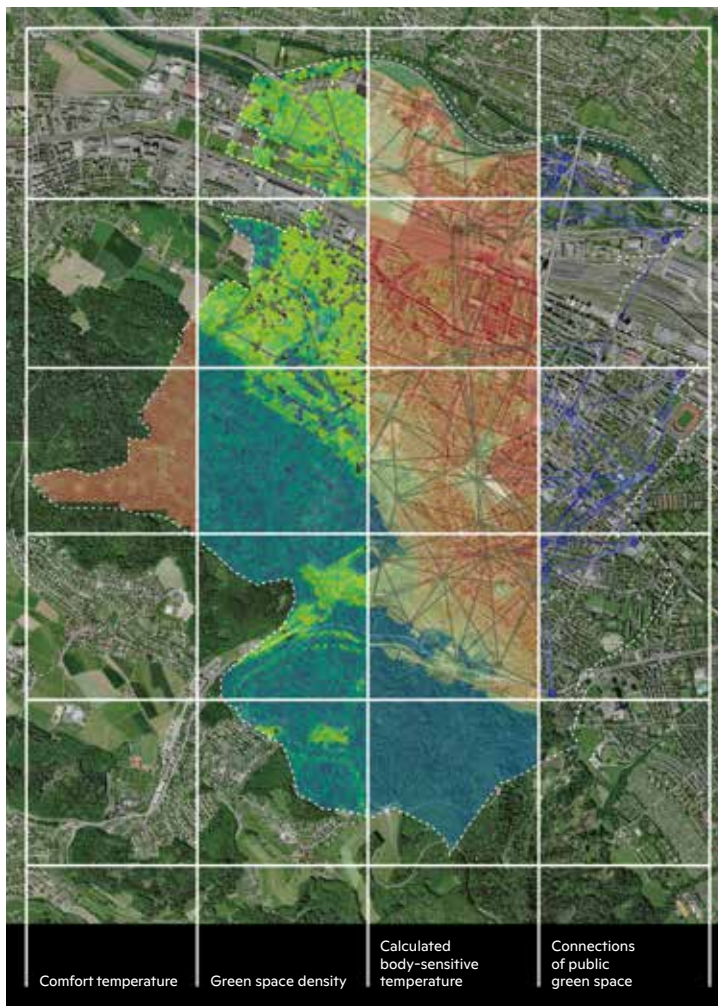 Comfort temperature
Green space density
Calculated
body-sensitive
temperature
Connections
of public
green space